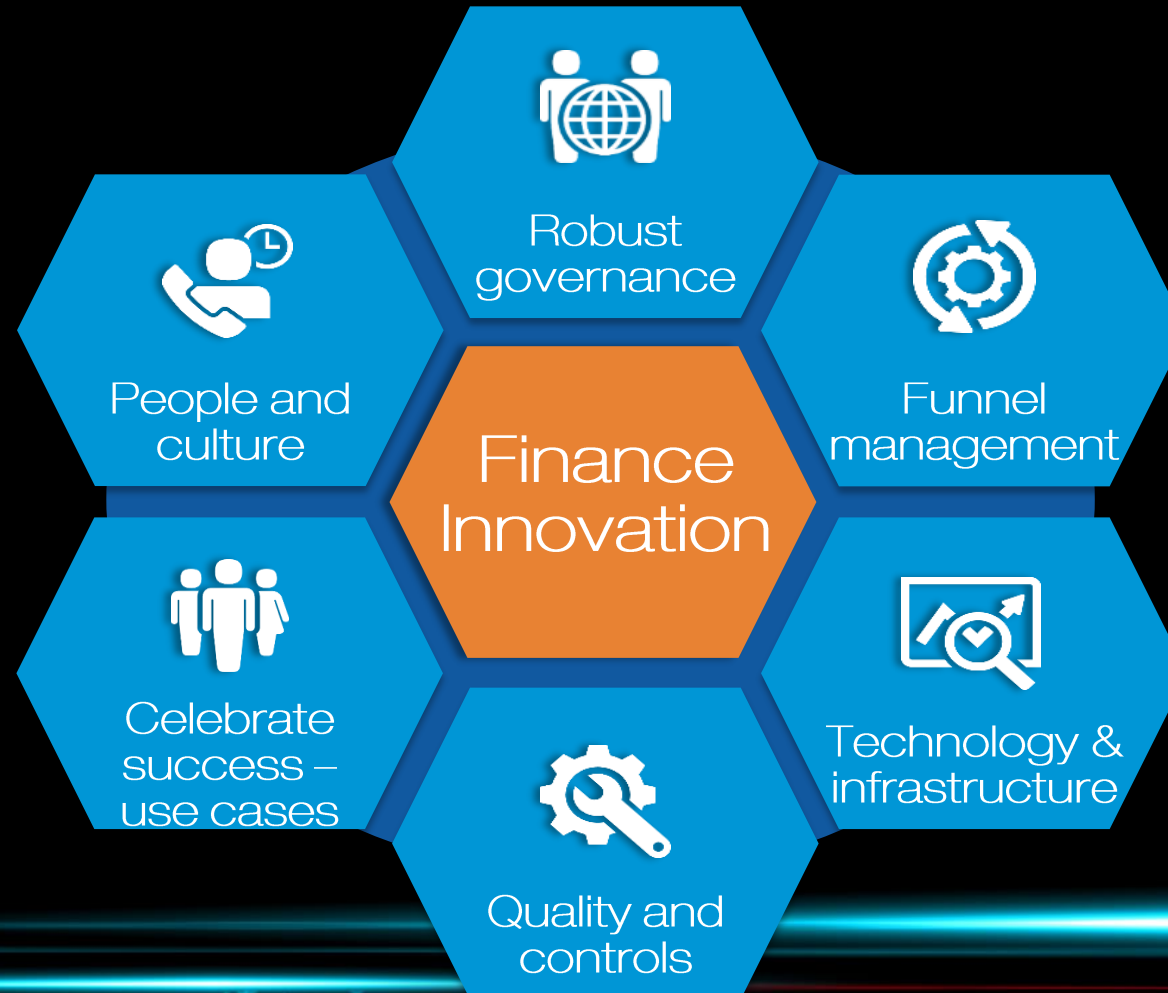 Robust
governance
People and
culture
Funnel
management
Finance
Innovation
Celebrate
success –
use cases
Technology &
infrastructure
Quality and
controls